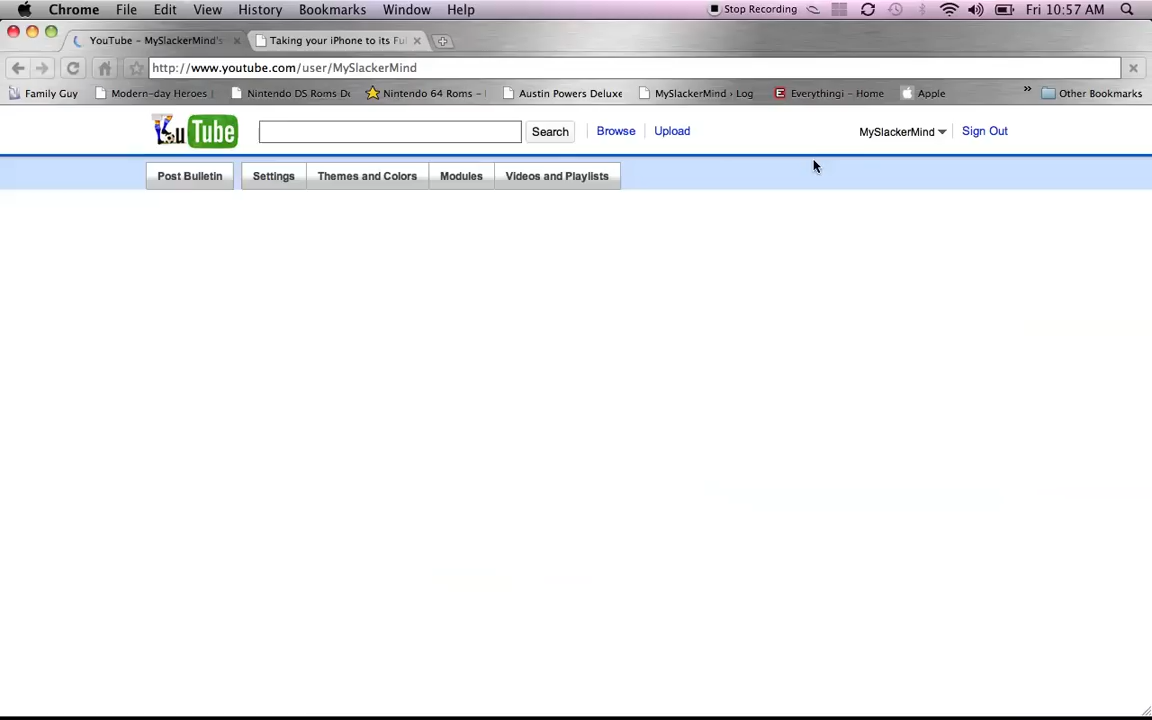 Chrome File Edit View History Bookmarks Window Help Stop Recording Fri 10:57 AM
YouTube – MySlackerMind's Taking your iPhone to its Ful
http://www.youtube.com/user/MySlackerMind
Family Guy Modern-day Heroes Nintendo DS Roms De Nintendo 64 Roms – Austin Powers Deluxe MySlackerMind › Log Everythingi – Home Apple » Other Bookmarks
YouTube Search Browse Upload MySlackerMind Sign Out
Post Bulletin Settings Themes and Colors Modules Videos and Playlists